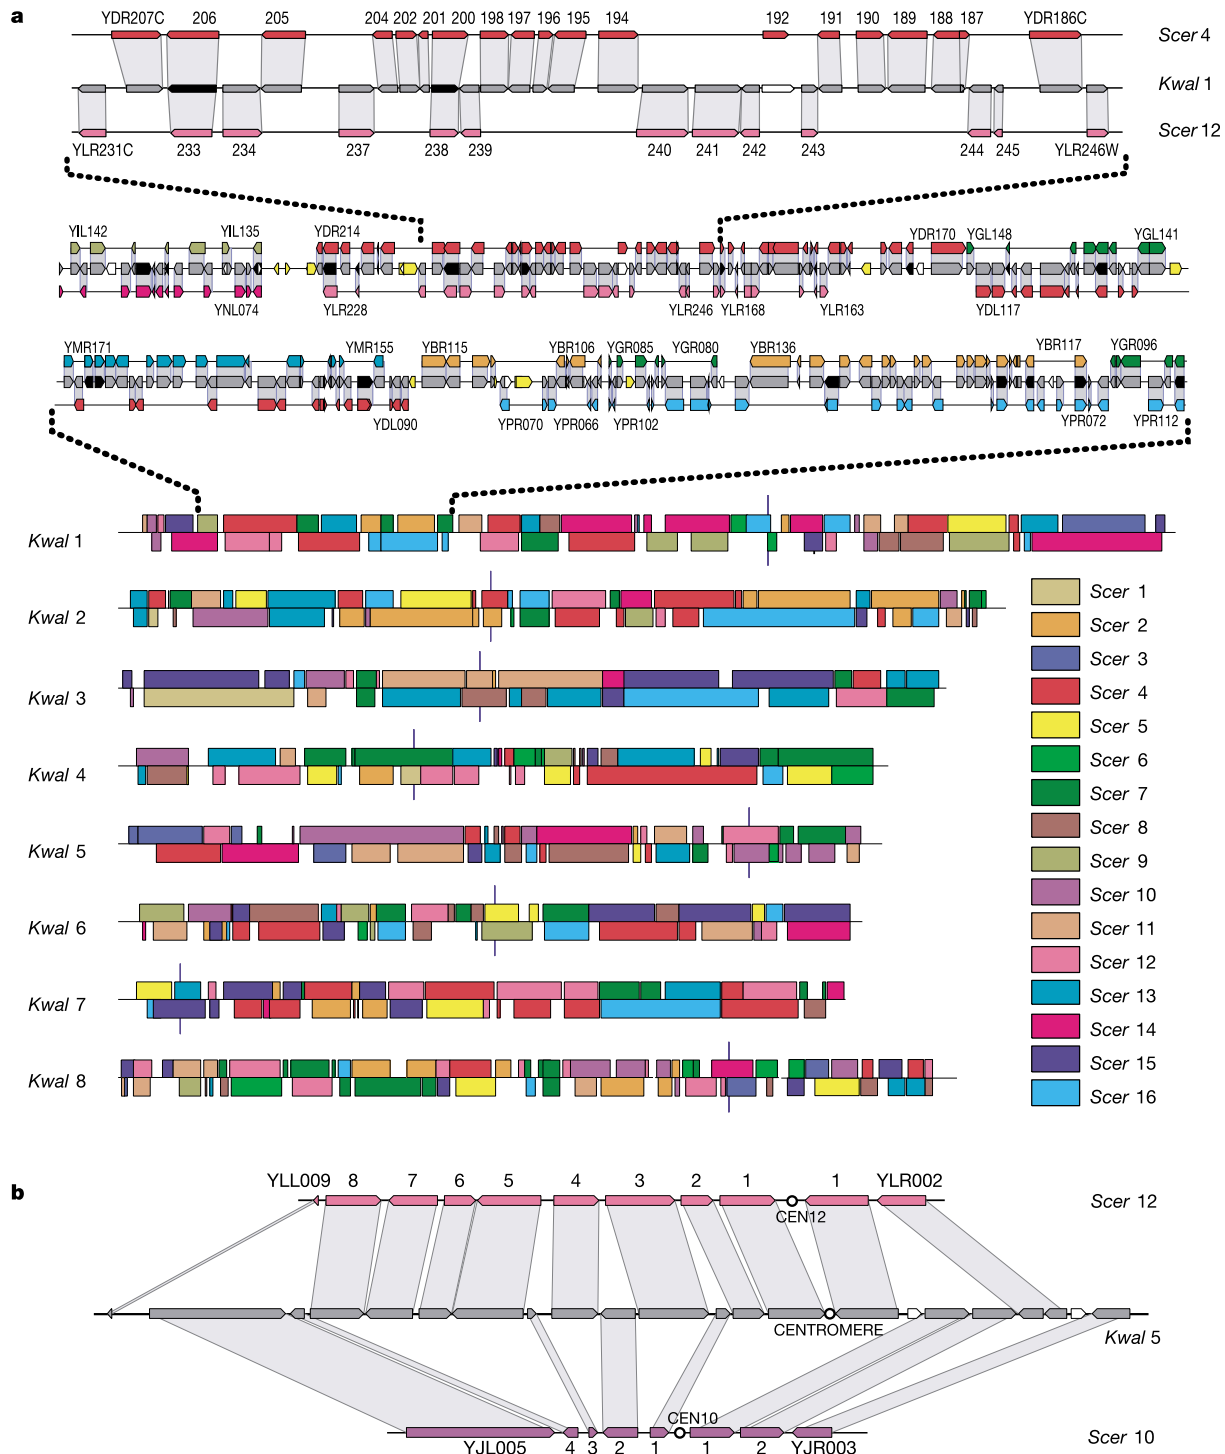 a
YDR207C 206 205 204 202 201 200 198 197 196 195 194 192 191 190 189 188 187 YDR186C
Scer 4
Kwal 1
Scer 12
YLR231C 233 234 237 238 239 240 241 242 243 244 245 YLR246W
YIL142 YIL135 YDR214 YDR170 YGL148 YGL141
YNL074 YLR228 YLR246 YLR168 YLR163 YDL117
YMR171 YMR155 YBR115 YBR106 YGR085 YGR080 YBR136 YBR117 YGR096
YDL090 YPR070 YPR066 YPR102 YPR072 YPR112
Kwal 1
Kwal 2
Kwal 3
Kwal 4
Kwal 5
Kwal 6
Kwal 7
Kwal 8
Scer 1
Scer 2
Scer 3
Scer 4
Scer 5
Scer 6
Scer 7
Scer 8
Scer 9
Scer 10
Scer 11
Scer 12
Scer 13
Scer 14
Scer 15
Scer 16
b
YLL009 8 7 6 5 4 3 2 1 1 YLR002
Scer 12
CEN12
CENTROMERE
Kwal 5
CEN10
YJL005 4 3 2 1 1 2 YJR003
Scer 10